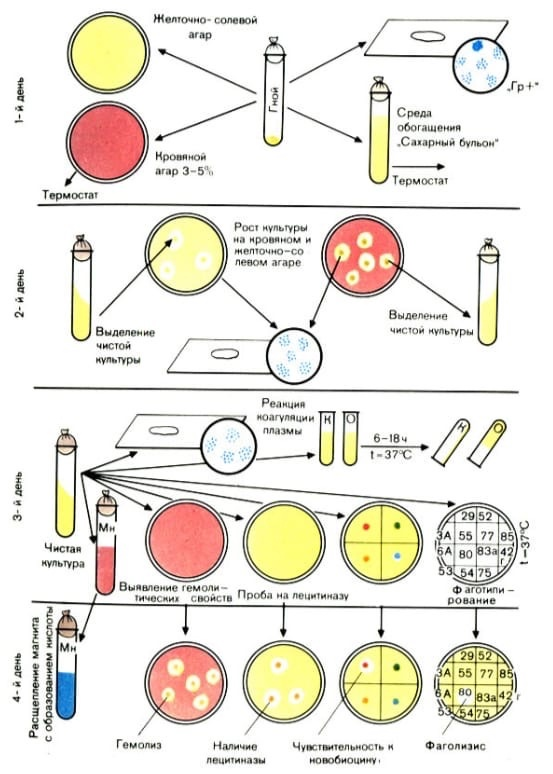 1-й день
Желточно-солевой
агар
Гной
„Гр+“
Среда
обогащения
„Сахарный бульон“
Термостат
Кровяной
агар 3–5%
Термостат
2-й день
Рост культуры
на кровяном и
желточно-со
левом агаре
Выделение
чистой
культуры
Выделение
чистой культуры
3-й день
Реакция
коагуляции
плазмы
К
О
6–18ч
t=37°С
К
О
Чистая
культура
Мн
29 52
3А 55 77 85
6А 80 83а 42
г
53 54 75
t=37°С
Выявление гемоли-
тических свойств
Проба на лецитиназу
Фаготипи-
рование
4-й день
Расщепление магнита
с образованием кислоты
Мн
29 52
3А 55 77 85
6А 80 83а 42 г
53 54 75
Гемолиз
Наличие
лецитиназы
Чувствительность к
новобиоцину
Фаголизис